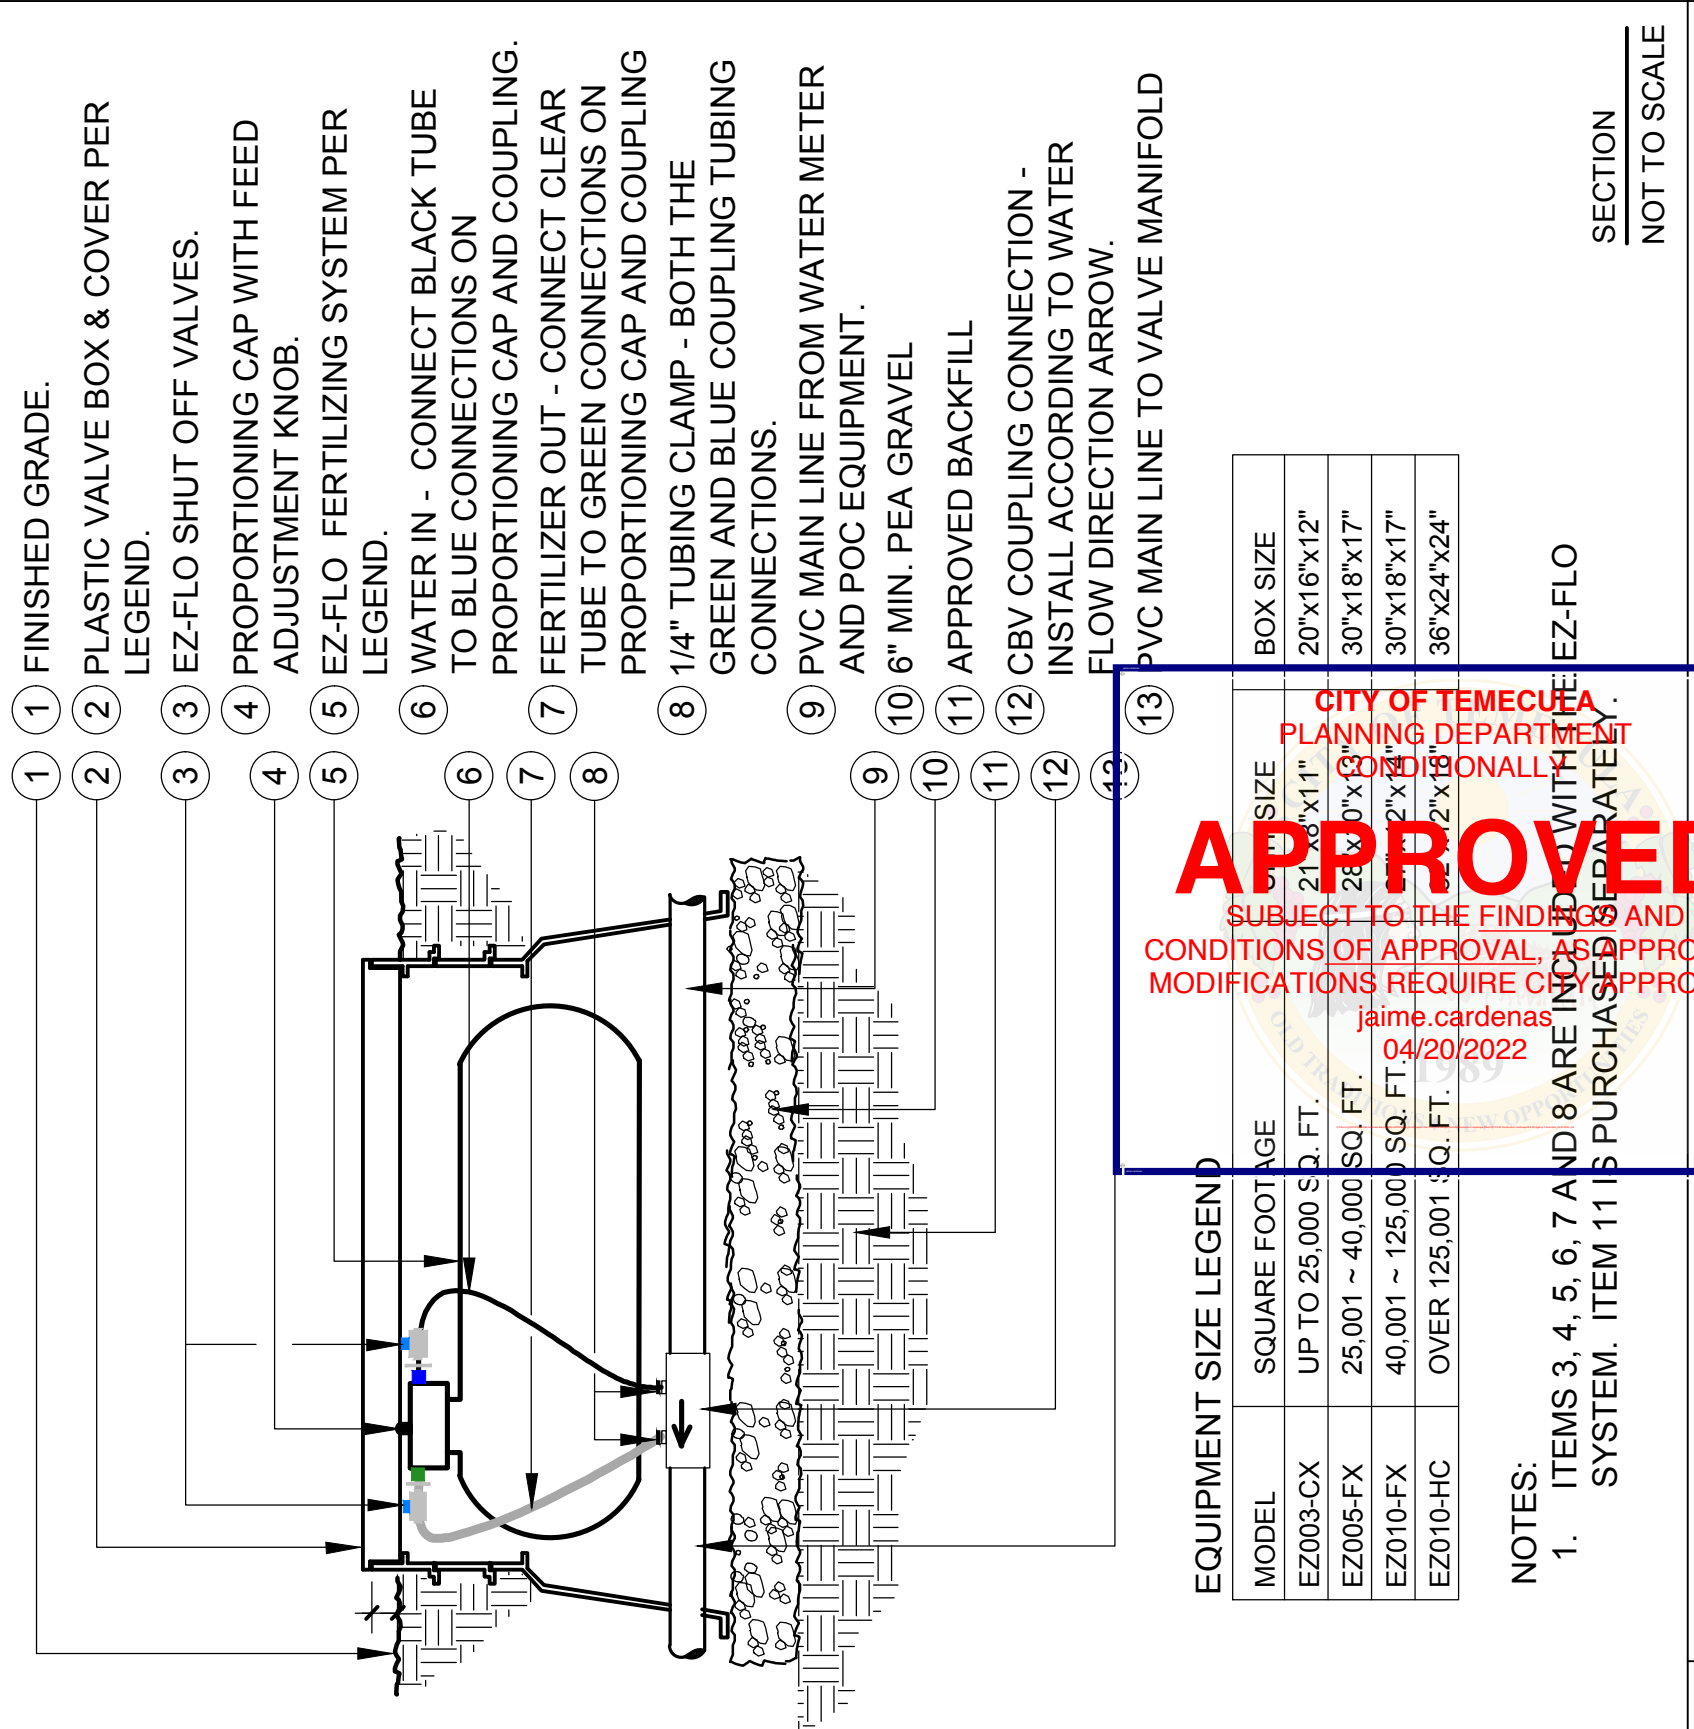 1 FINISHED GRADE.
2 PLASTIC VALVE BOX & COVER PER
LEGEND.
3 EZ-FLO SHUT OFF VALVES.
4 PROPORTIONING CAP WITH FEED
ADJUSTMENT KNOB.
5 EZ-FLO FERTILIZING SYSTEM PER
LEGEND.
6 WATER IN - CONNECT BLACK TUBE
TO BLUE CONNECTIONS ON
PROPORTIONING CAP AND COUPLING.
7 FERTILIZER OUT - CONNECT CLEAR
TUBE TO GREEN CONNECTIONS ON
PROPORTIONING CAP AND COUPLING
8 1/4" TUBING CLAMP - BOTH THE
GREEN AND BLUE COUPLING TUBING
CONNECTIONS.
9 PVC MAIN LINE FROM WATER METER
AND POC EQUIPMENT.
10 6" MIN. PEA GRAVEL
11 APPROVED BACKFILL
12 CBV COUPLING CONNECTION -
INSTALL ACCORDING TO WATER
FLOW DIRECTION ARROW.
13 PVC MAIN LINE TO VALVE MANIFOLD
1
2
3
4
5
6
7
8
9
10
11
12
13
EQUIPMENT SIZE LEGEND
MODEL SQUARE FOOTAGE SIZE BOX SIZE
EZ003-CX UP TO 25,000 SQ. FT. 21"x8"x11" 20"x16"x12"
EZ005-FX 25,001 ~ 40,000 SQ. FT. 30"x18"x17"
EZ010-FX 40,001 ~ 125,000 SQ. FT. 30"x18"x17"
EZ010-HC OVER 125,001 SQ. FT. 36"x24"x24"
NOTES:
1. ITEMS 3, 4, 5, 6, 7 AND 8 ARE INCLUDED WITH THE EZ-FLO
SYSTEM. ITEM 11 IS PURCHASED SEPARATELY.
SECTION
NOT TO SCALE
CITY OF TEMECULA
PLANNING DEPARTMENT
CONDITIONALLY
APPROVED
SUBJECT TO THE FINDINGS AND
CONDITIONS OF APPROVAL, AS APPRO
MODIFICATIONS REQUIRE CITY APPRO
jaime.cardenas
04/20/2022
1989
OLD TRADITIONS NEW OPPORTUNITIES